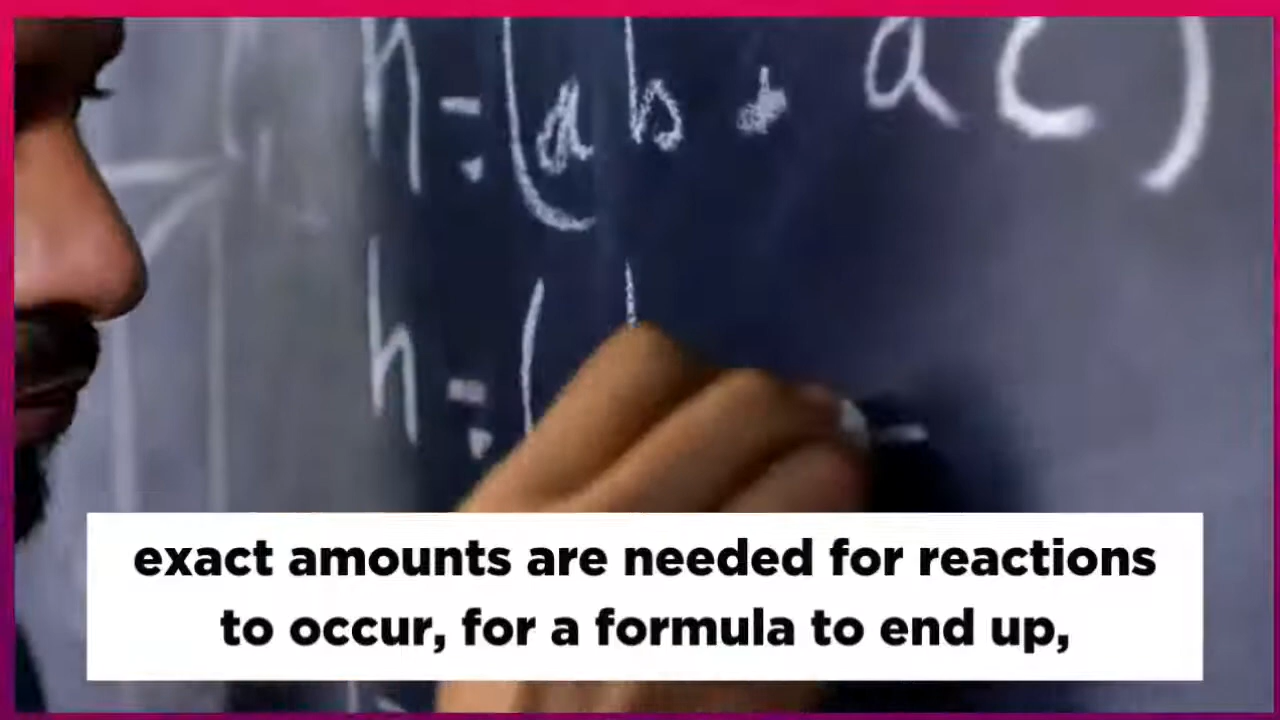 h = (ab . ac)
h = (
exact amounts are needed for reactions
to occur, for a formula to end up,